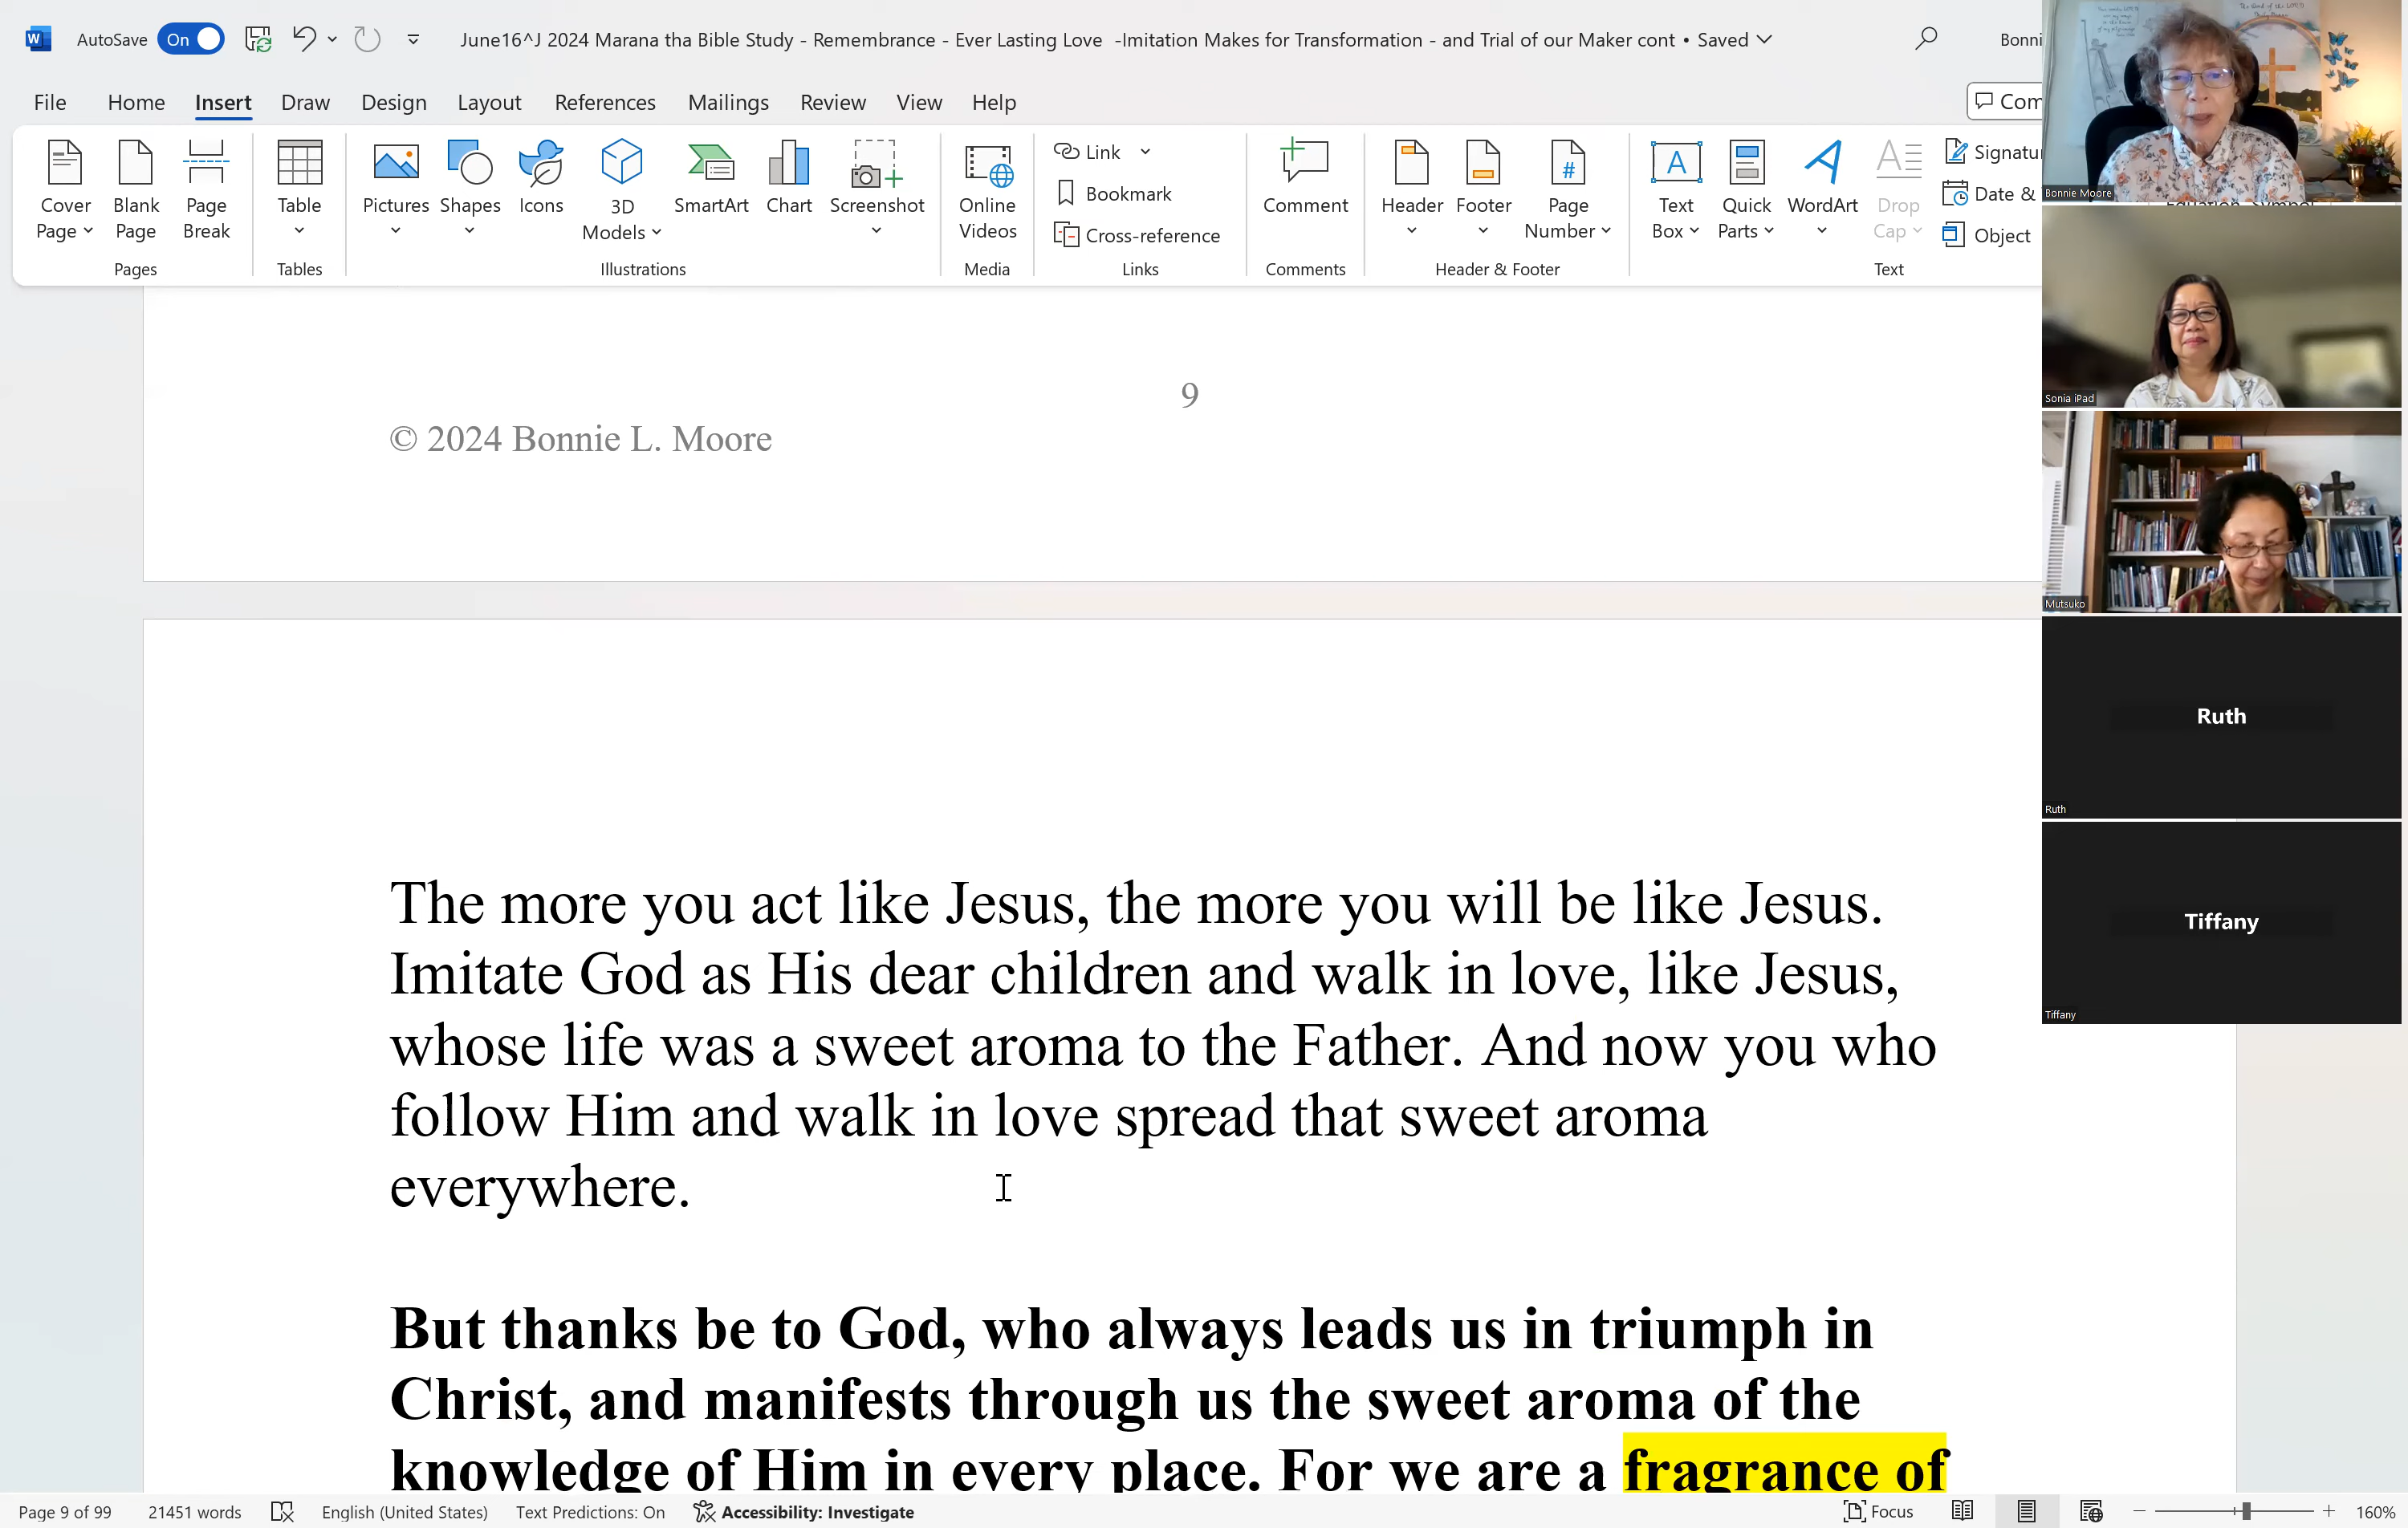 AutoSave On June16^J 2024 Marana tha Bible Study - Remembrance - Ever Lasting Love -Imitation Makes for Transformation - and Trial of our Maker cont • Saved Bonni
File Home Insert Draw Design Layout References Mailings Review View Help Com
Cover Page
Blank Page
Page Break
Pages
Table
Tables
Pictures
Shapes
Icons
3D Models
SmartArt
Chart
Screenshot
Illustrations
Online Videos
Media
Link
Bookmark
Cross-reference
Links
Comment
Comments
Header
Footer
Page Number
Header & Footer
Text Box
Quick Parts
WordArt
Drop Cap
Signatu
Date &
Object
Text
Bonnie Moore
Sonia iPad
Mutsuko
Ruth
Ruth
Tiffany
Tiffany
9
© 2024 Bonnie L. Moore
The more you act like Jesus, the more you will be like Jesus.
Imitate God as His dear children and walk in love, like Jesus,
whose life was a sweet aroma to the Father. And now you who
follow Him and walk in love spread that sweet aroma
everywhere.
But thanks be to God, who always leads us in triumph in
Christ, and manifests through us the sweet aroma of the
knowledge of Him in every place. For we are a fragrance of
Page 9 of 99 21451 words English (United States) Text Predictions: On Accessibility: Investigate Focus 160%